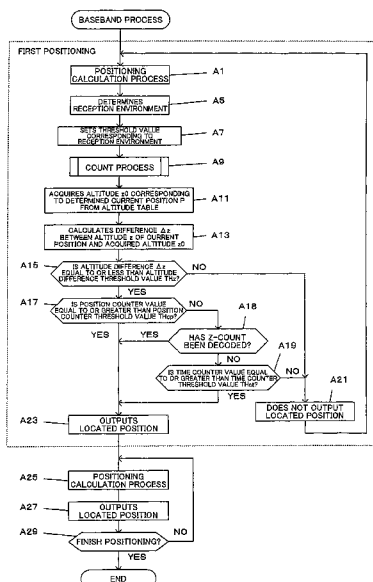 BASEBAND PROCESS
FIRST POSITIONING
POSITIONING
CALCULATION PROCESS
A1
DETERMINES
RECEPTION ENVIRONMENT
A5
SETS THRESHOLD VALUE
CORRESPONDING TO
RECEPTION ENVIRONMENT
A7
COUNT PROCESS
A9
ACQUIRES ALTITUDE z0 CORRESPONDING
TO DETERMINED CURRENT POSITION P
FROM ALTITUDE TABLE
A11
CALCULATES DIFFERENCE Δz
BETWEEN ALTITUDE z OF CURRENT
POSITION AND ACQUIRED ALTITUDE z0
A13
A15
IS ALTITUDE DIFFERENCE Δz
EQUAL TO OR LESS THAN ALTITUDE
DIFFERENCE THRESHOLD VALUE THz?
NO
YES
A17
IS POSITION COUNTER VALUE
EQUAL TO OR GREATER THAN POSITION
COUNTER THRESHOLD VALUE THcp?
NO
A18
YES
YES
HAS Z-COUNT
BEEN DECODED?
NO
A19
IS TIME COUNTER VALUE EQUAL
TO OR GREATER THAN TIME COUNTER
THRESHOLD VALUE THct?
NO
YES
A21
DOES NOT OUTPUT
LOCATED POSITION
A23
OUTPUTS
LOCATED POSITION
A25
POSITIONING
CALCULATION PROCESS
A27
OUTPUTS
LOCATED POSITION
A29
FINISH POSITIONING?
NO
YES
END